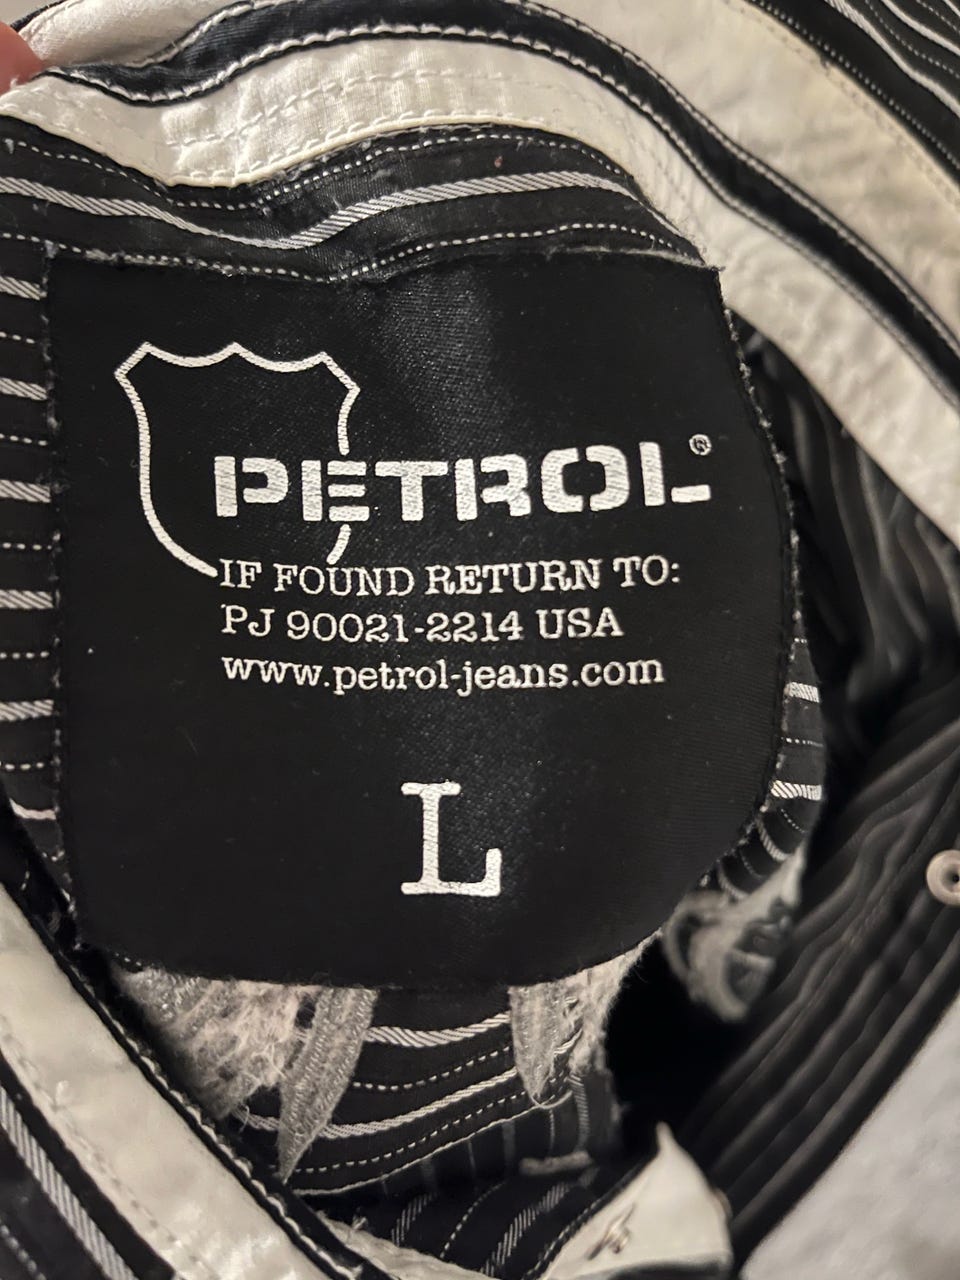 PETROL®
IF FOUND RETURN TO:
PJ 90021-2214 USA
www.petrol-jeans.com
L